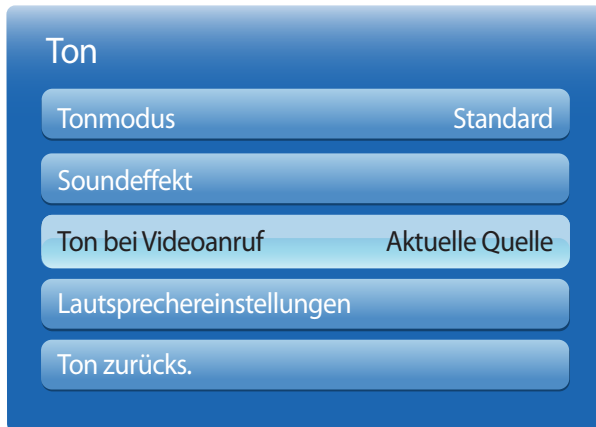 Ton
Tonmodus Standard
Soundeffekt
Ton bei Videoanruf Aktuelle Quelle
Lautsprechereinstellungen
Ton zurücks.